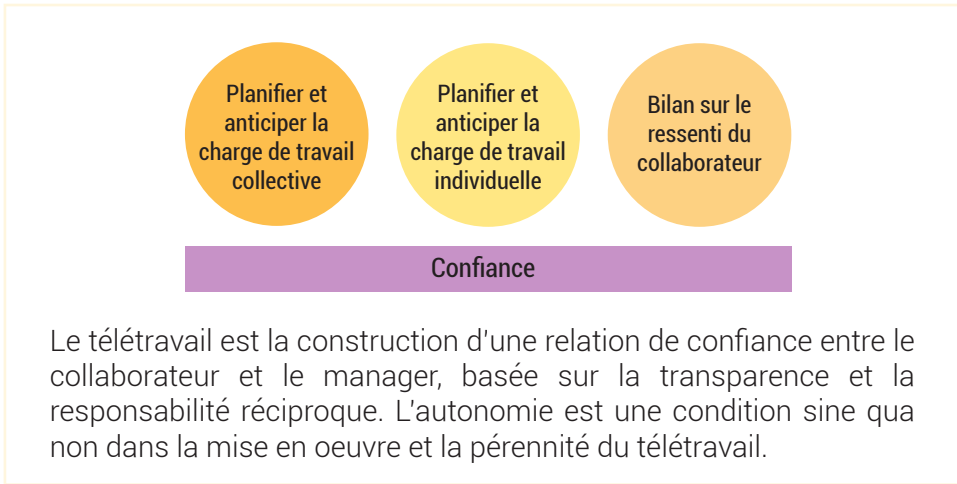 Planifier et
anticiper la
charge de travail
collective
Planifier et
anticiper la
charge de travail
individuelle
Bilan sur le
ressenti du
collaborateur
Confiance
Le télétravail est la construction d'une relation de confiance entre le
collaborateur et le manager, basée sur la transparence et la
responsabilité réciproque. L'autonomie est une condition sine qua
non dans la mise en oeuvre et la pérennité du télétravail.